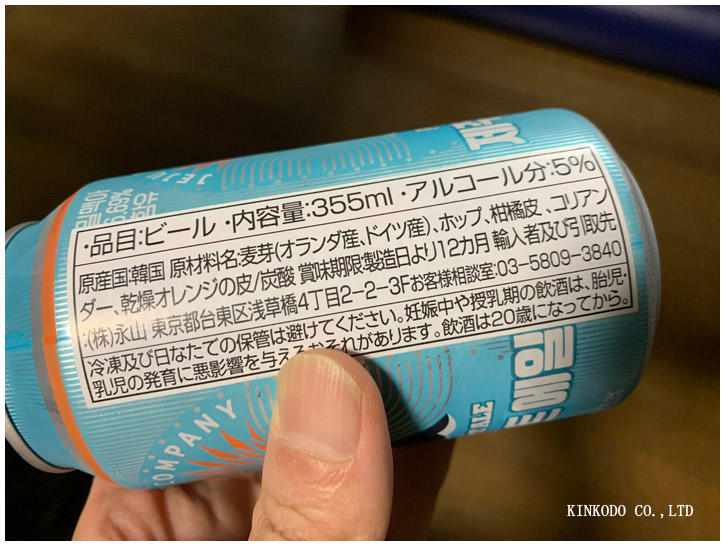 JEJU
제주
6.65%
·品目:ビール ·内容量:355ml ·アルコール分:5%
原産国:韓国 原材料名:麦芽(オランダ産、ドイツ産)、ホップ、柑橘皮、コリアン
ダー、乾燥オレンジの皮/炭酸 賞味期限:製造日より12カ月 輸入者及び引取先
:(株)永山 東京都台東区浅草橋4丁目2-2-3Fお客様相談室:03-5809-3840
冷凍及び日なたでの保管は避けてください。妊娠中や授乳期の飲酒は、胎児・
乳児の発育に悪影響を与えるおそれがあります。飲酒は20歳になってから。
COMPANY
ALE
KINKODO CO.,LTD